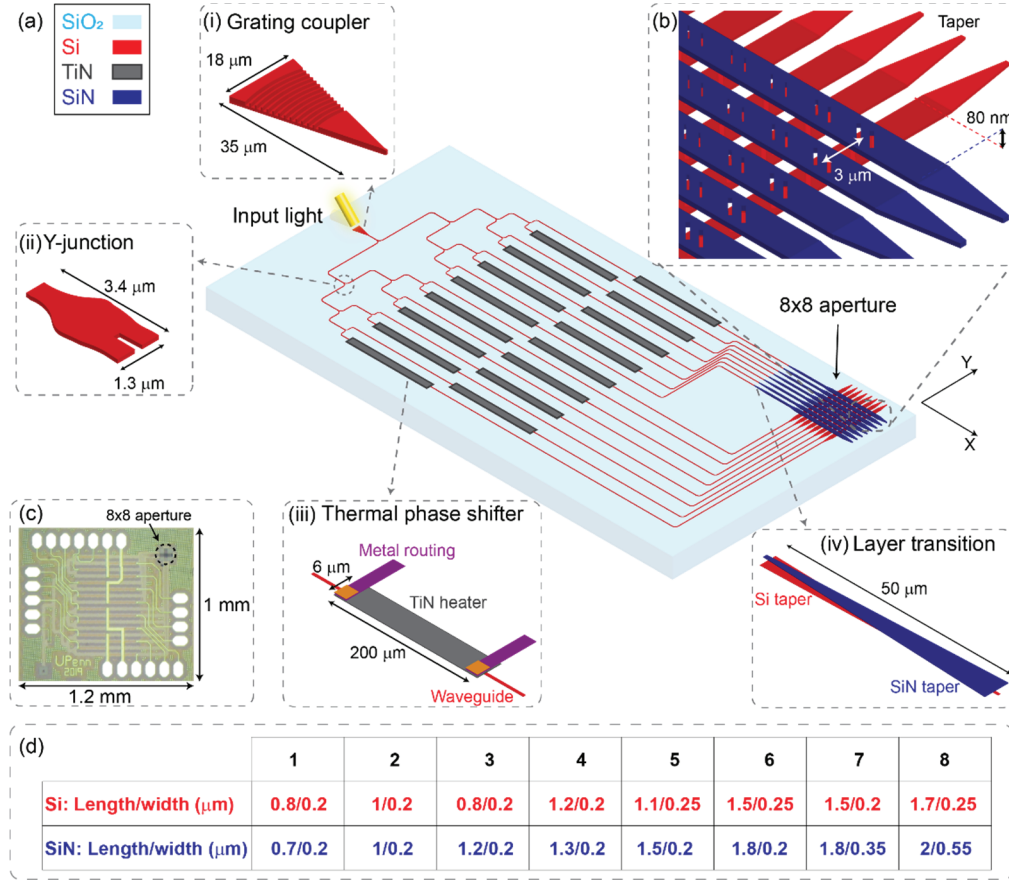 (a)
SiO₂
Si
TiN
SiN
(i) Grating coupler
18 μm
35 μm
(b)
Taper
80 nm
3 μm
Input light
(ii) Y-junction
3.4 μm
1.3 μm
8x8 aperture
Y
X
(c)
8x8 aperture
1 mm
UPenn
2019
1.2 mm
(iii) Thermal phase shifter
Metal routing
6 μm
TiN heater
200 μm
Waveguide
(iv) Layer transition
50 μm
Si taper
SiN taper
(d)
1 2 3 4 5 6 7 8
Si: Length/width (μm) 0.8/0.2 1/0.2 0.8/0.2 1.2/0.2 1.1/0.25 1.5/0.25 1.5/0.2 1.7/0.25
SiN: Length/width (μm) 0.7/0.2 1/0.2 1.2/0.2 1.3/0.2 1.5/0.2 1.8/0.2 1.8/0.35 2/0.55